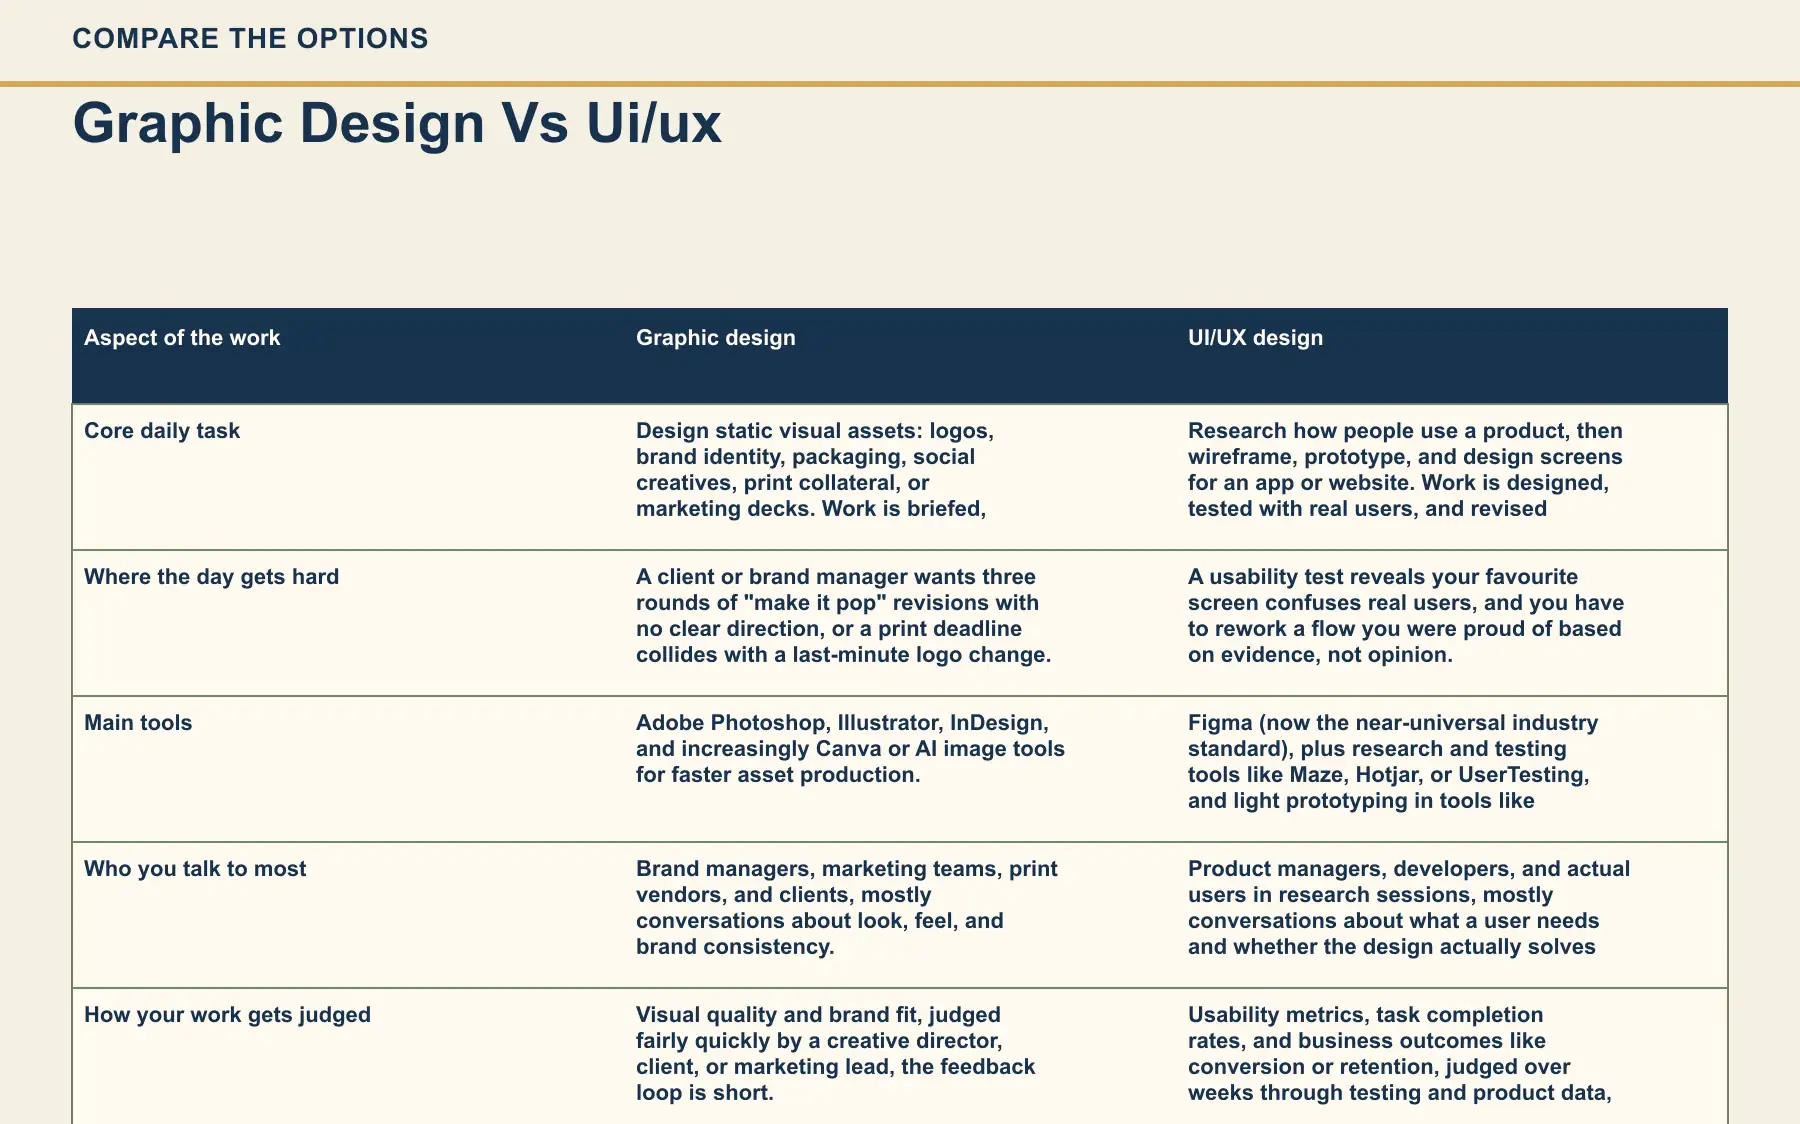 COMPARE THE OPTIONS
Graphic Design Vs Ui/ux
Aspect of the work
Graphic design
UI/UX design
Core daily task
Design static visual assets: logos,
brand identity, packaging, social
creatives, print collateral, or
marketing decks. Work is briefed,
Research how people use a product, then
wireframe, prototype, and design screens
for an app or website. Work is designed,
tested with real users, and revised
Where the day gets hard
A client or brand manager wants three
rounds of "make it pop" revisions with
no clear direction, or a print deadline
collides with a last-minute logo change.
A usability test reveals your favourite
screen confuses real users, and you have
to rework a flow you were proud of based
on evidence, not opinion.
Main tools
Adobe Photoshop, Illustrator, InDesign,
and increasingly Canva or AI image tools
for faster asset production.
Figma (now the near-universal industry
standard), plus research and testing
tools like Maze, Hotjar, or UserTesting,
and light prototyping in tools like
Who you talk to most
Brand managers, marketing teams, print
vendors, and clients, mostly
conversations about look, feel, and
brand consistency.
Product managers, developers, and actual
users in research sessions, mostly
conversations about what a user needs
and whether the design actually solves
How your work gets judged
Visual quality and brand fit, judged
fairly quickly by a creative director,
client, or marketing lead, the feedback
loop is short.
Usability metrics, task completion
rates, and business outcomes like
conversion or retention, judged over
weeks through testing and product data,